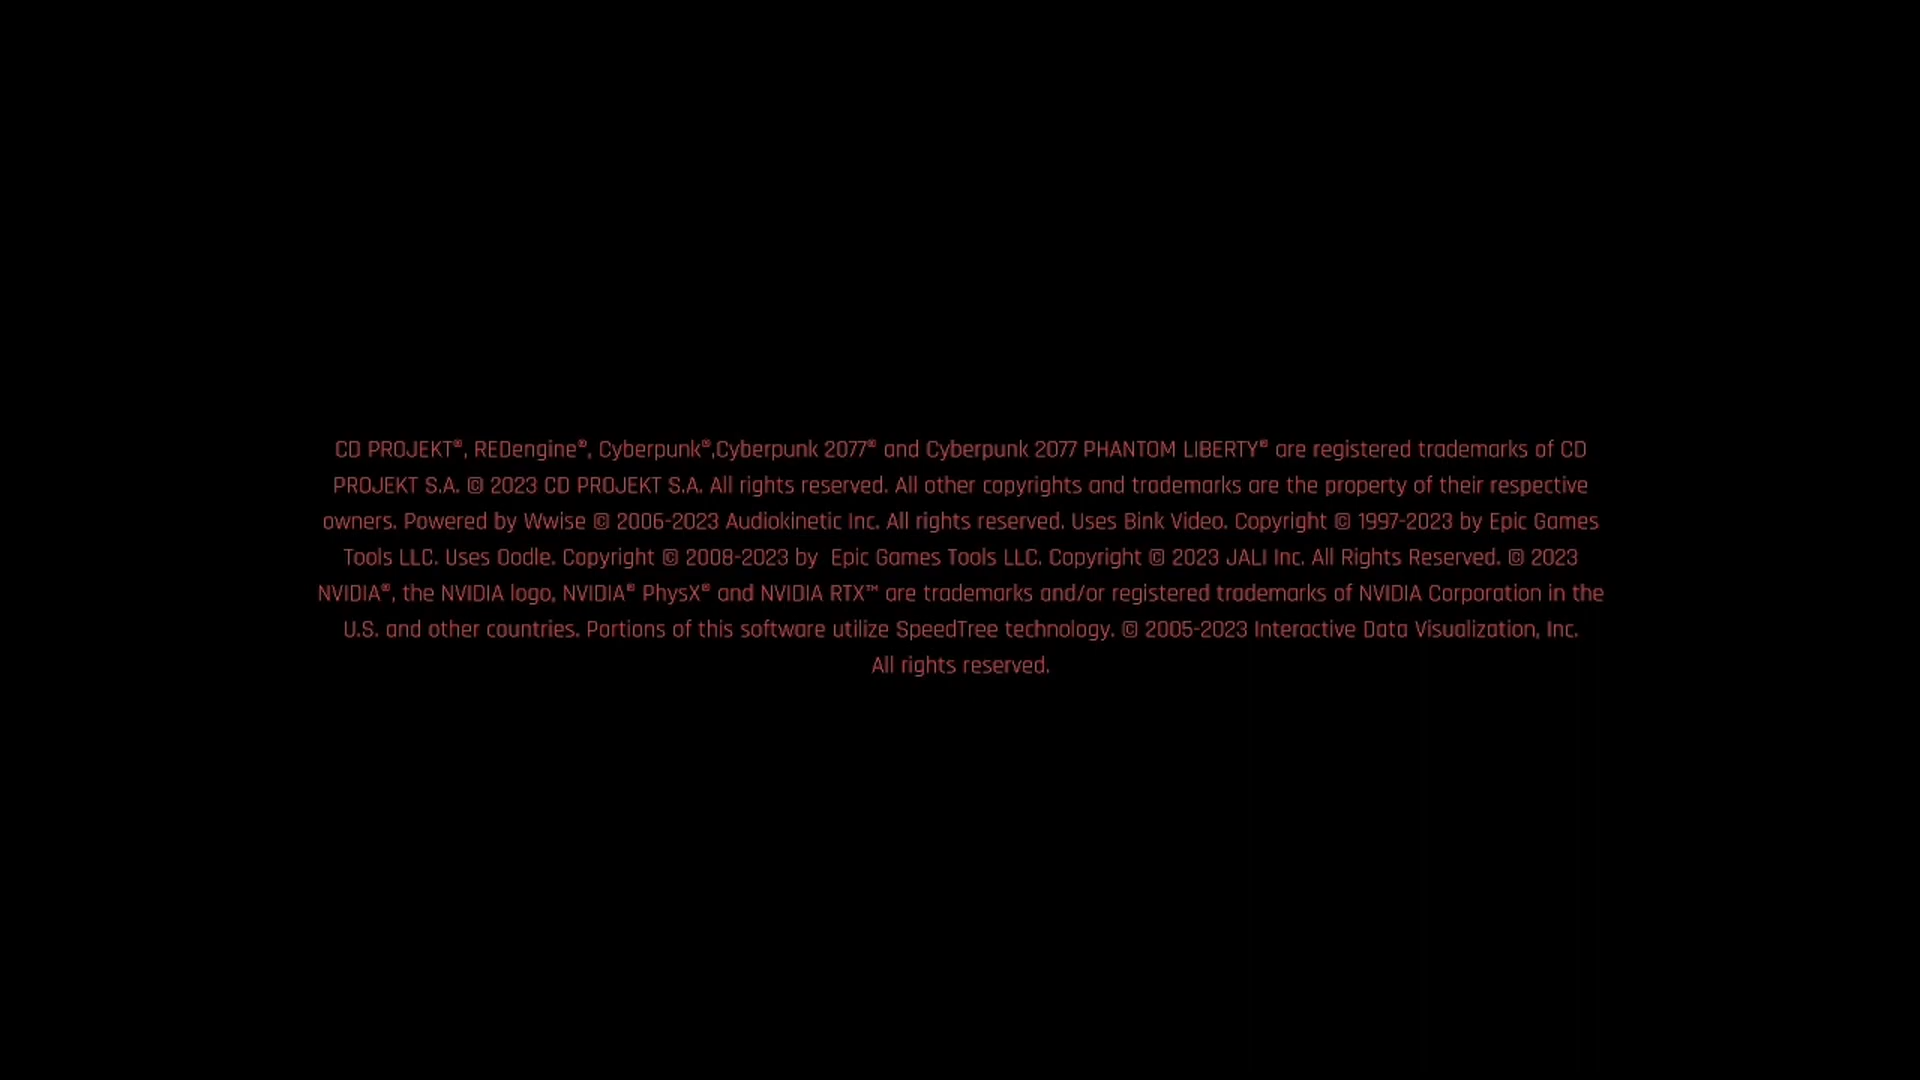 CD PROJEKT®, REDengine®, Cyberpunk®,Cyberpunk 2077® and Cyberpunk 2077 PHANTOM LIBERTY® are registered trademarks of CD
PROJEKT S.A. © 2023 CD PROJEKT S.A. All rights reserved. All other copyrights and trademarks are the property of their respective
owners. Powered by Wwise © 2006-2023 Audiokinetic Inc. All rights reserved. Uses Bink Video. Copyright © 1997-2023 by Epic Games
Tools LLC. Uses Oodle. Copyright © 2008-2023 by  Epic Games Tools LLC. Copyright © 2023 JALI Inc. All Rights Reserved. © 2023
NVIDIA®, the NVIDIA logo, NVIDIA® PhysX® and NVIDIA RTX™ are trademarks and/or registered trademarks of NVIDIA Corporation in the
U.S. and other countries. Portions of this software utilize SpeedTree technology. © 2005-2023 Interactive Data Visualization, Inc.
All rights reserved.